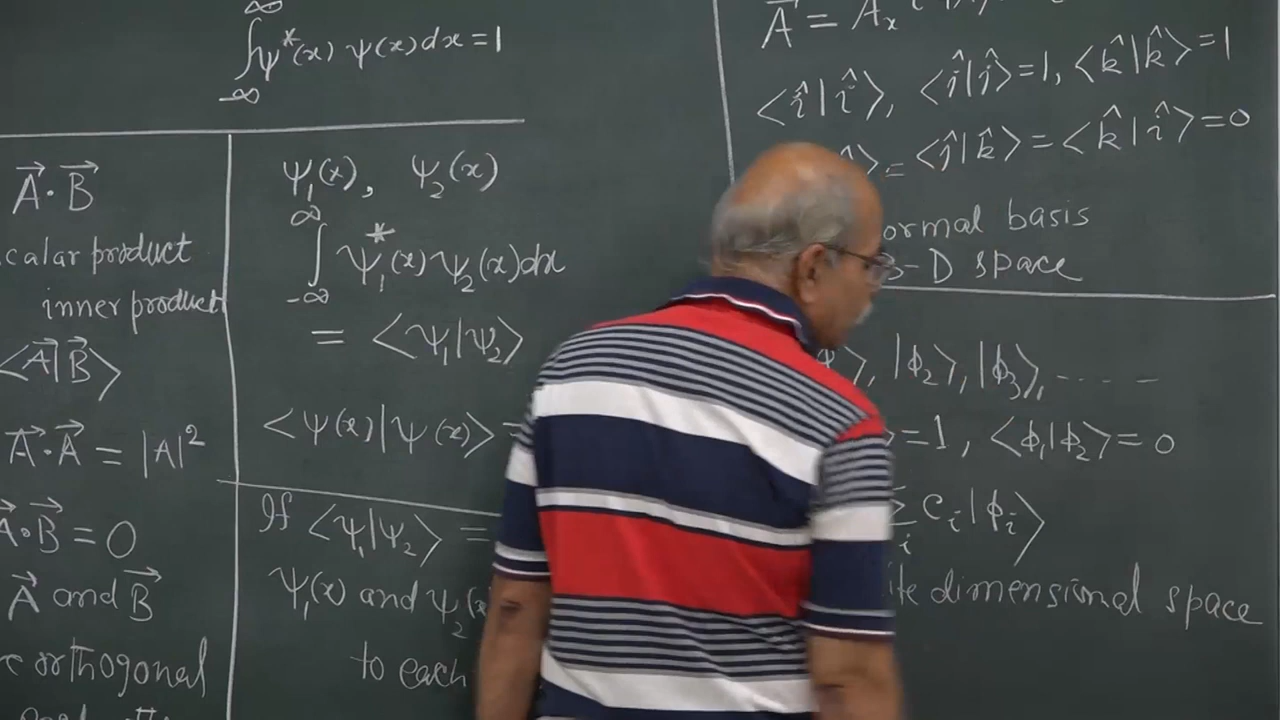 ∞
∫ψ*(x) ψ(x)dx = 1
-∞
A⃗·B⃗
product
inner product
<A⃗|B⃗>
A⃗·A⃗ = |A|²
A⃗·B⃗ = 0
A⃗ and B⃗
orthogonal
ψ₁(x), ψ₂(x)
∞
∫ ψ₁*(x) ψ₂(x)dx
-∞
= <ψ₁|ψ₂>
<ψ(x)|ψ(x)> =
If <ψ₁|ψ₂> =
ψ₁(x) and ψ₂(x
to each
A⃗ = Aₓ
<î|î>, <ĵ|ĵ>=1, <k̂|k̂>=1
> = <ĵ|k̂> = <k̂|î> = 0
ormal basis
3-D space
>, |ϕ₂>, |ϕ₃>, - - - - -
>=1, <ϕ₁|ϕ₂> = 0
Σ cᵢ|ϕᵢ>
i
dimensional space